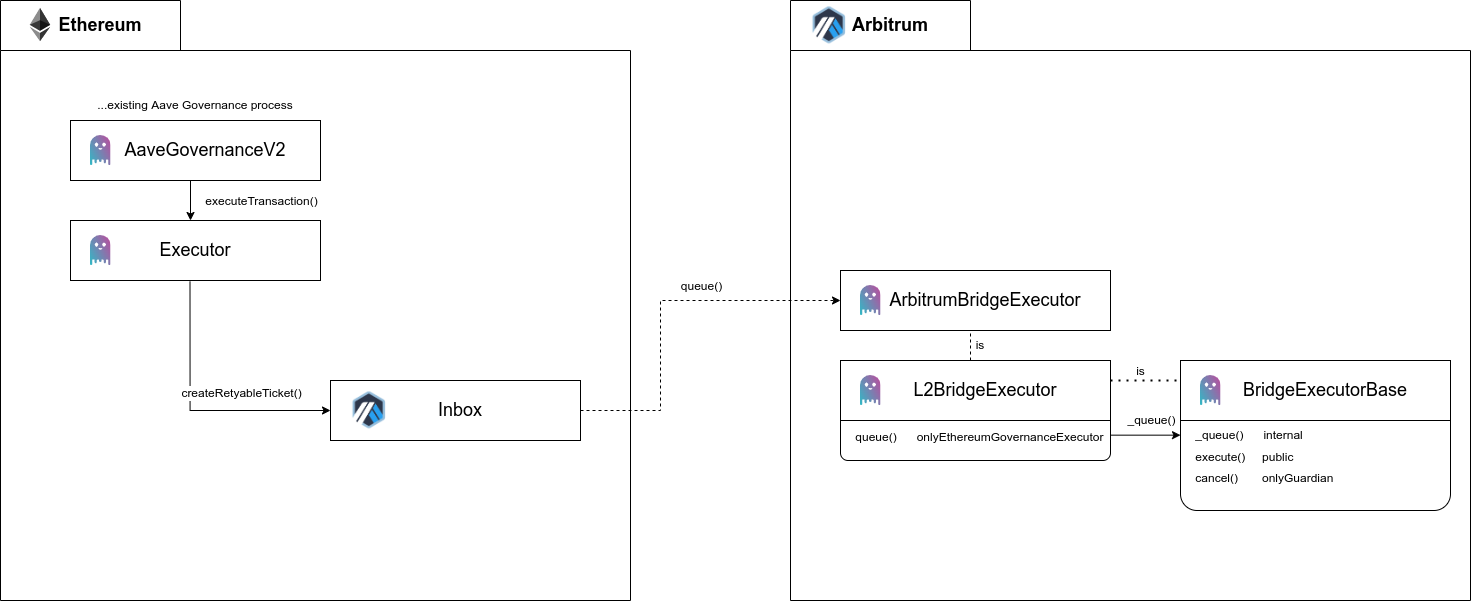 Ethereum
...existing Aave Governance process
AaveGovernanceV2
executeTransaction()
Executor
createRetyableTicket()
Inbox
queue()
Arbitrum
ArbitrumBridgeExecutor
is
L2BridgeExecutor
queue() onlyEthereumGovernanceExecutor
is
_queue()
BridgeExecutorBase
_queue() internal
execute() public
cancel() onlyGuardian